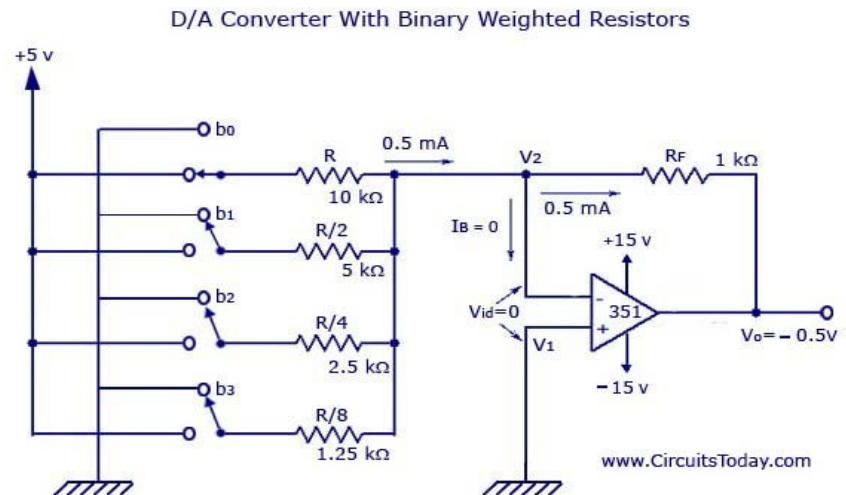 D/A Converter With Binary Weighted Resistors
+5 v
b0
R
0.5 mA
V2
RF
1 kΩ
10 kΩ
b1
R/2
IB = 0
0.5 mA
5 kΩ
+15 v
b2
R/4
Vid=0
-
351
+
2.5 kΩ
V1
Vo= - 0.5v
b3
-15 v
R/8
1.25 kΩ
www.CircuitsToday.com